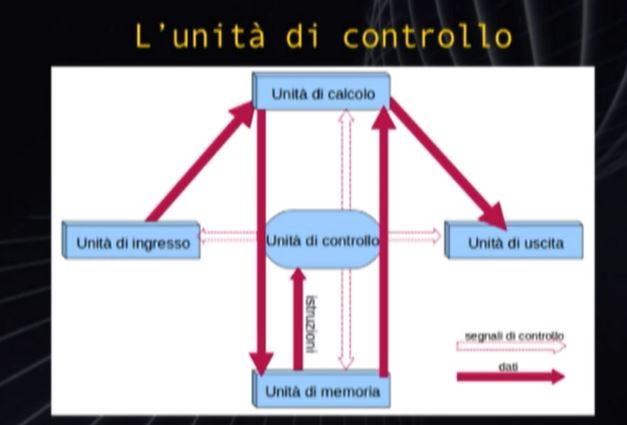 L'unità di controllo
Unità di calcolo
Unità di ingresso
Unità di controllo
Unità di uscita
istruzioni
Unità di memoria
segnali di controllo
dati